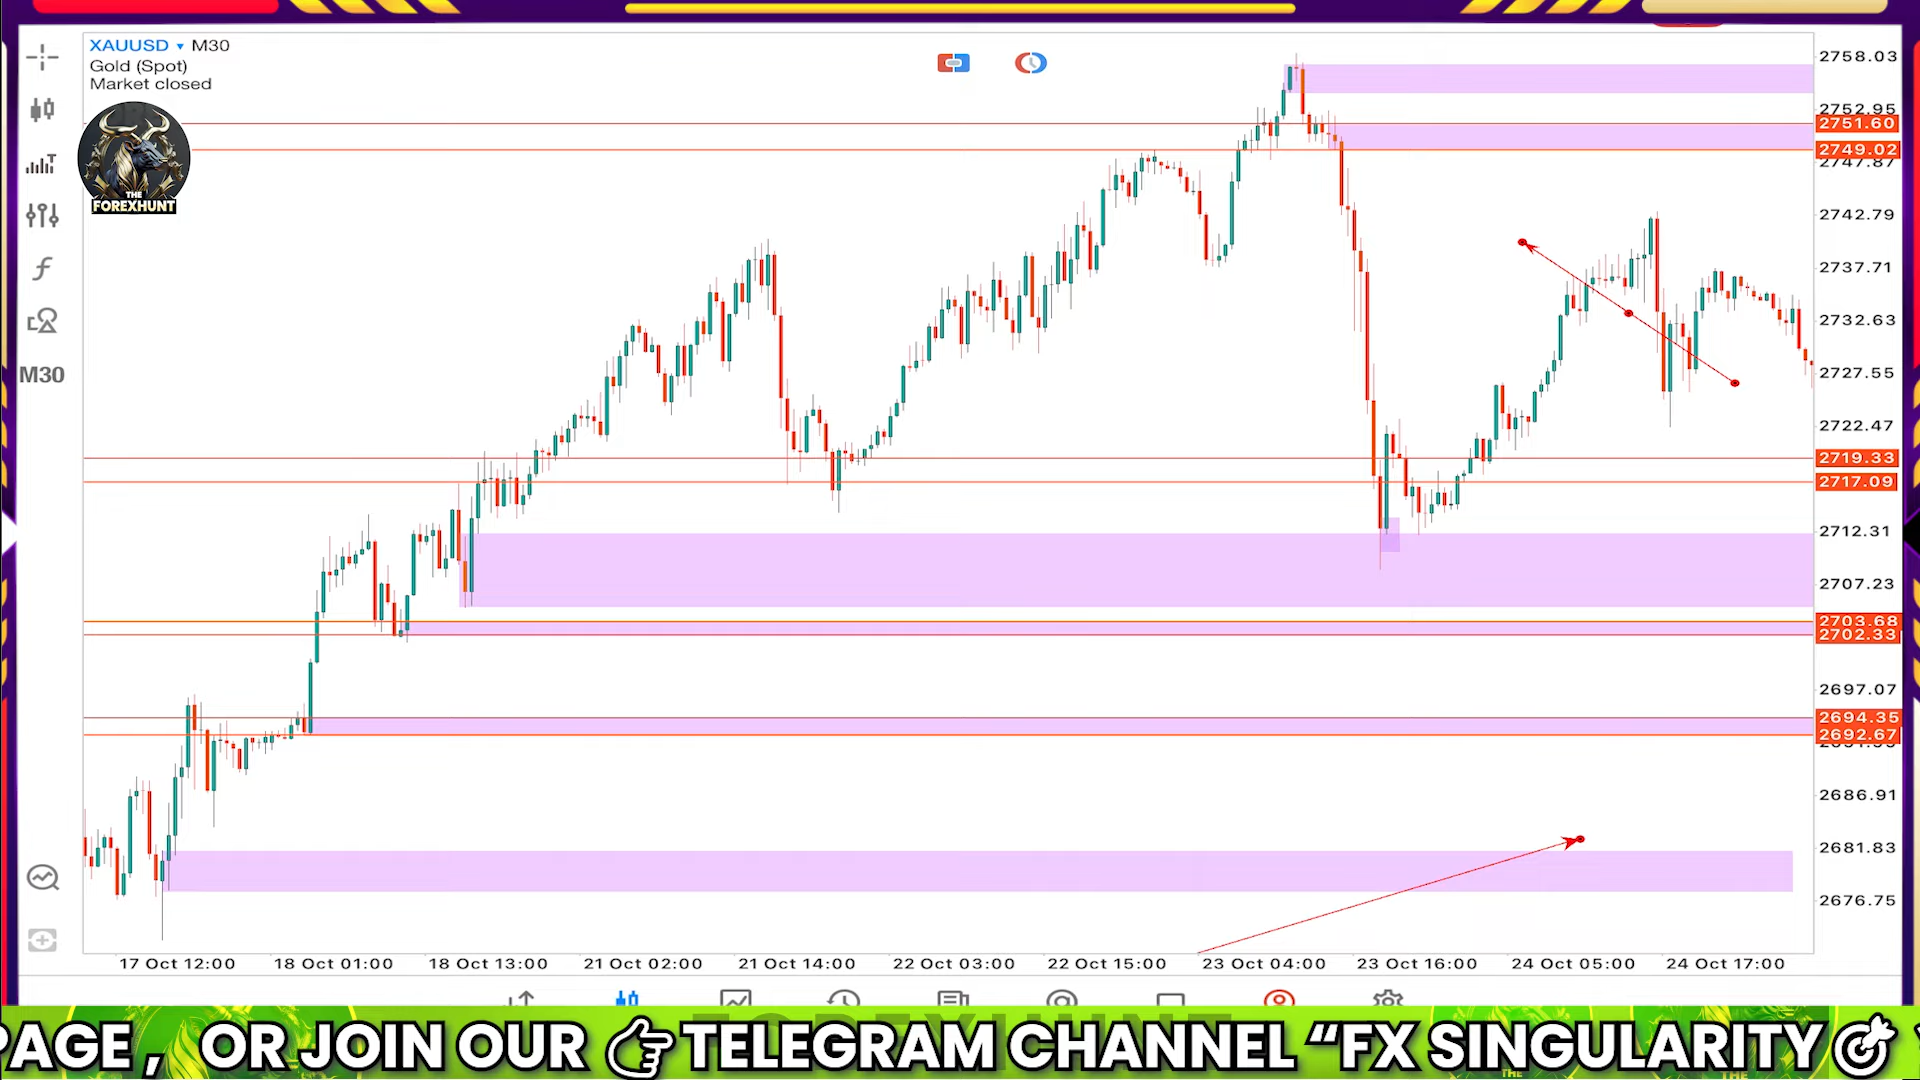 XAUUSD ▾ M30
Gold (Spot)
Market closed
THE
FOREXHUNT
M30
2758.03
2752.95
2751.60
2749.02
2747.87
2742.79
2737.71
2732.63
2727.55
2722.47
2719.33
2717.09
2712.31
2707.23
2703.68
2702.33
2697.07
2694.35
2692.67
2686.91
2681.83
2676.75
17 Oct 12:00
18 Oct 01:00
18 Oct 13:00
21 Oct 02:00
21 Oct 14:00
22 Oct 03:00
22 Oct 15:00
23 Oct 04:00
23 Oct 16:00
24 Oct 05:00
24 Oct 17:00
PAGE , OR JOIN OUR 👉 TELEGRAM CHANNEL “FX SINGULARITY 🎯